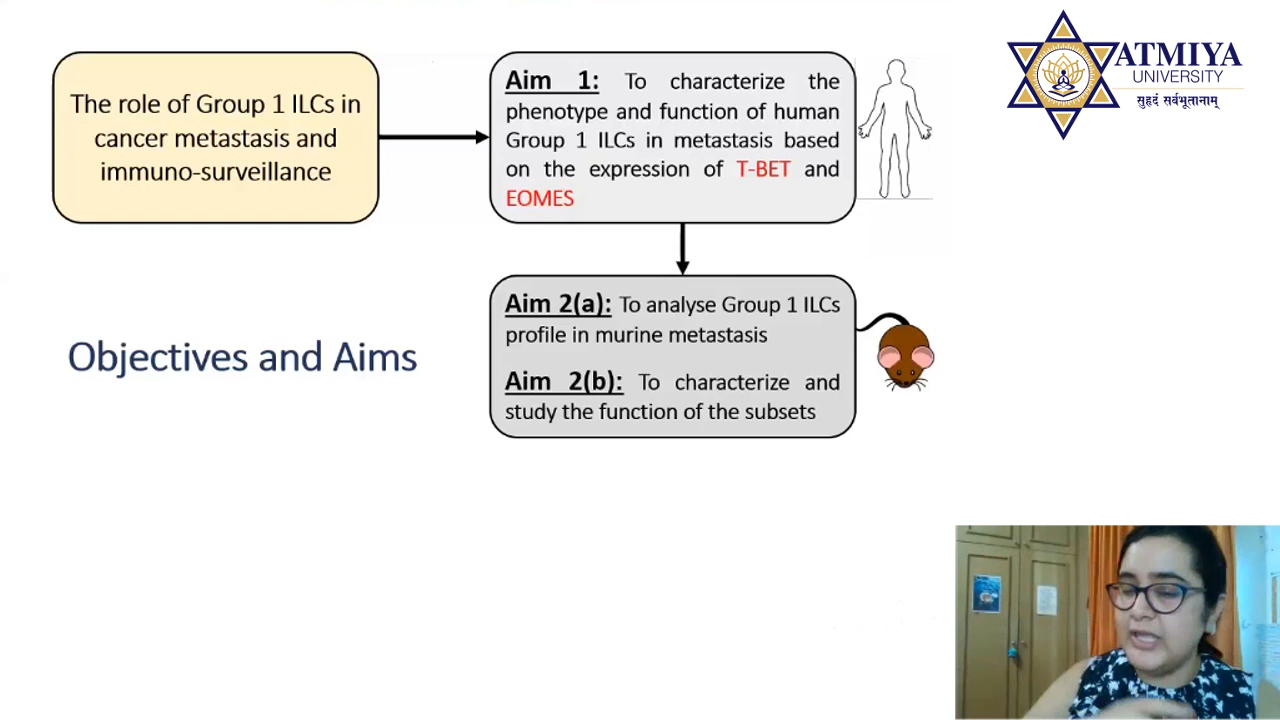 The role of Group 1 ILCs in
cancer metastasis and
immuno-surveillance
Aim 1: To characterize the
phenotype and function of human
Group 1 ILCs in metastasis based
on the expression of T-BET and
EOMES
ATMIYA
UNIVERSITY
सुहृदं सर्वभूतानाम्
Aim 2(a): To analyse Group 1 ILCs
profile in murine metastasis
Aim 2(b): To characterize and
study the function of the subsets
Objectives and Aims